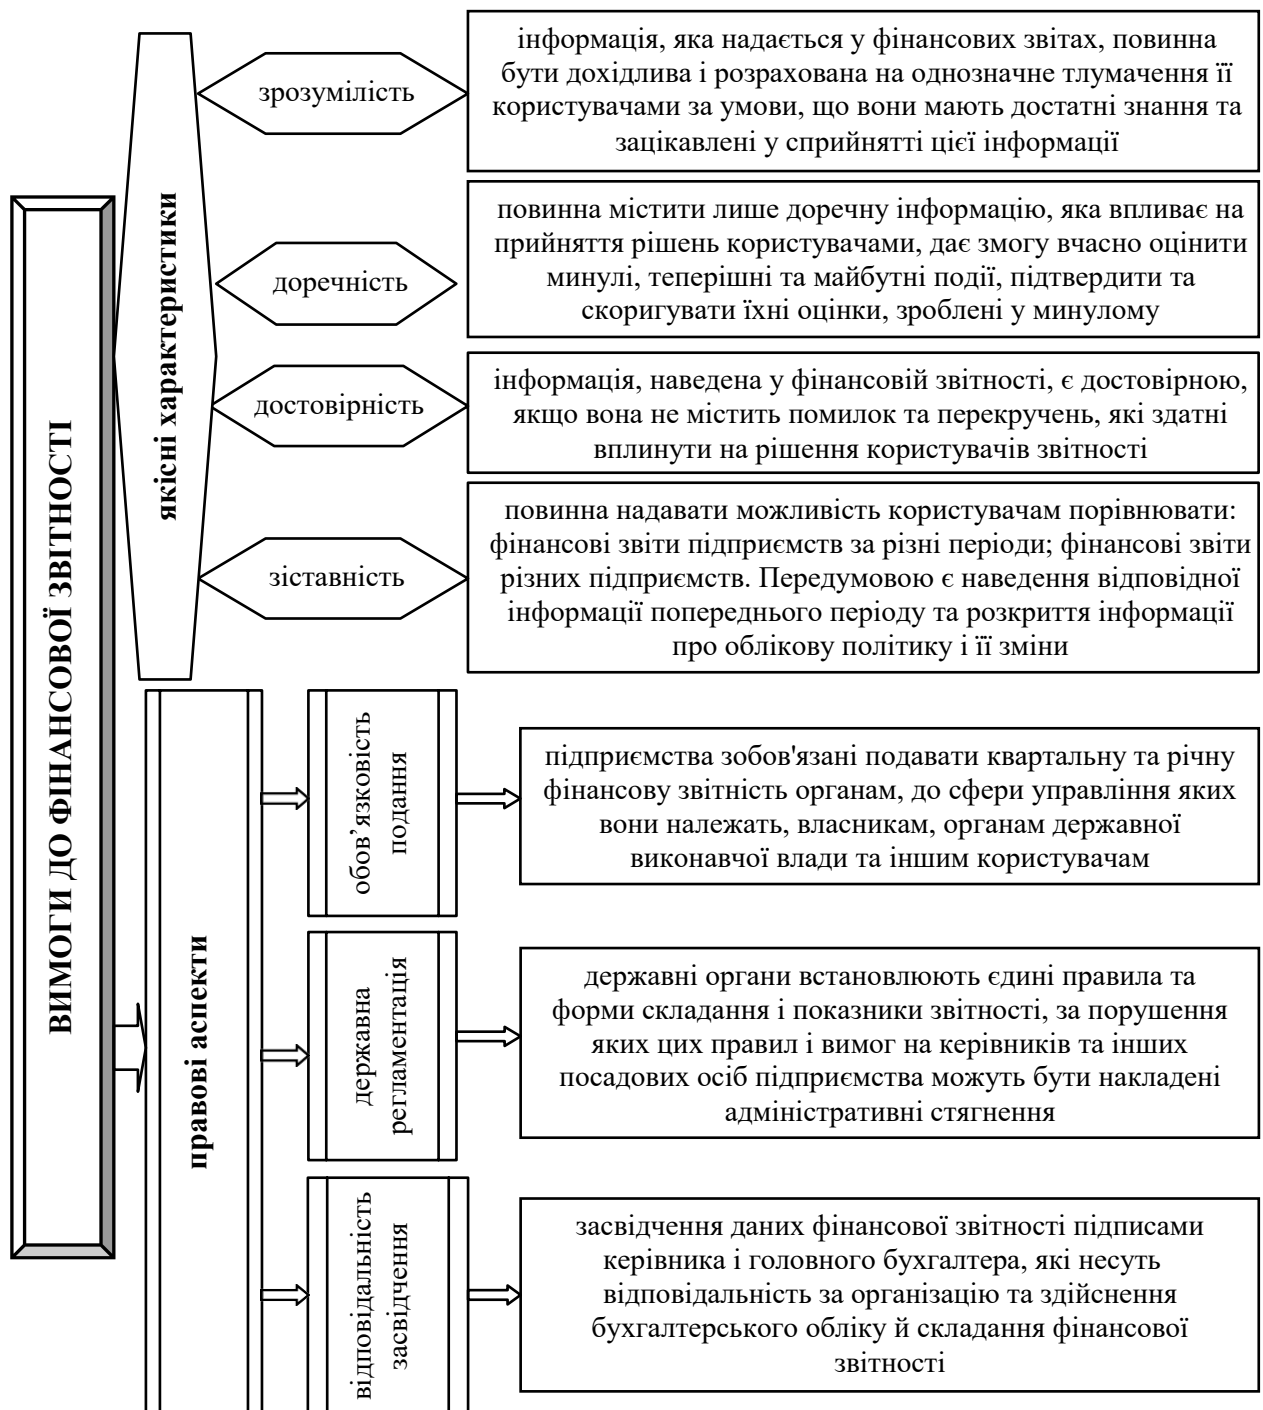 ВИМОГИ ДО ФІНАНСОВОЇ ЗВІТНОСТІ
якісні характеристики
зрозумілість
інформація, яка надається у фінансових звітах, повинна
бути дохідлива і розрахована на однозначне тлумачення її
користувачами за умови, що вони мають достатні знання та
зацікавлені у сприйнятті цієї інформації
доречність
повинна містити лише доречну інформацію, яка впливає на
прийняття рішень користувачами, дає змогу вчасно оцінити
минулі, теперішні та майбутні події, підтвердити та
скоригувати їхні оцінки, зроблені у минулому
достовірність
інформація, наведена у фінансовій звітності, є достовірною,
якщо вона не містить помилок та перекручень, які здатні
вплинути на рішення користувачів звітності
зіставність
повинна надавати можливість користувачам порівнювати:
фінансові звіти підприємств за різні періоди; фінансові звіти
різних підприємств. Передумовою є наведення відповідної
інформації попереднього періоду та розкриття інформації
про облікову політику і її зміни
правові аспекти
обов’язковість
подання
підприємства зобов'язані подавати квартальну та річну
фінансову звітність органам, до сфери управління яких
вони належать, власникам, органам державної
виконавчої влади та іншим користувачам
державна
регламентація
державні органи встановлюють єдині правила та
форми складання і показники звітності, за порушення
яких цих правил і вимог на керівників та інших
посадових осіб підприємства можуть бути накладені
адміністративні стягнення
відповідальність
засвідчення
засвідчення даних фінансової звітності підписами
керівника і головного бухгалтера, які несуть
відповідальність за організацію та здійснення
бухгалтерського обліку й складання фінансової
звітності